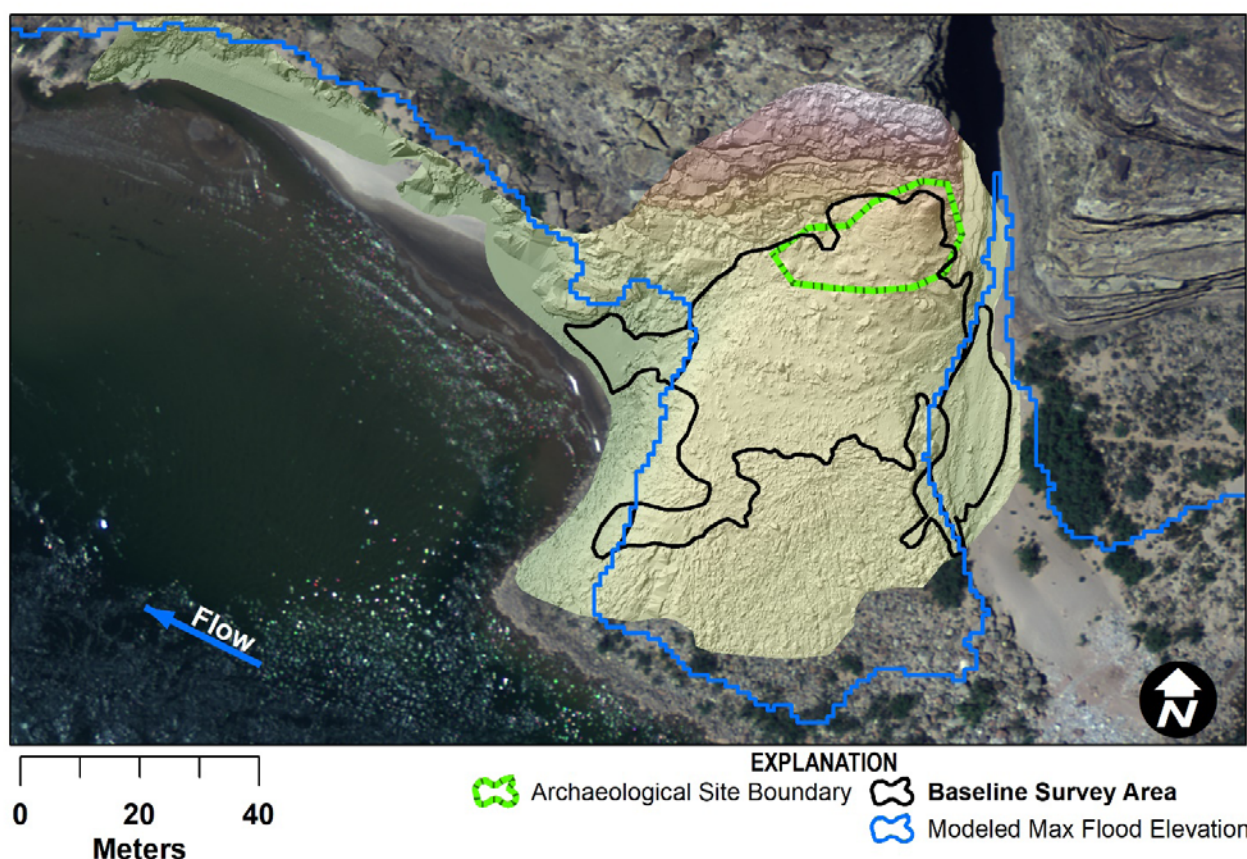 Flow
N
0 20 40
Meters
EXPLANATION
Archaeological Site Boundary
Baseline Survey Area
Modeled Max Flood Elevation